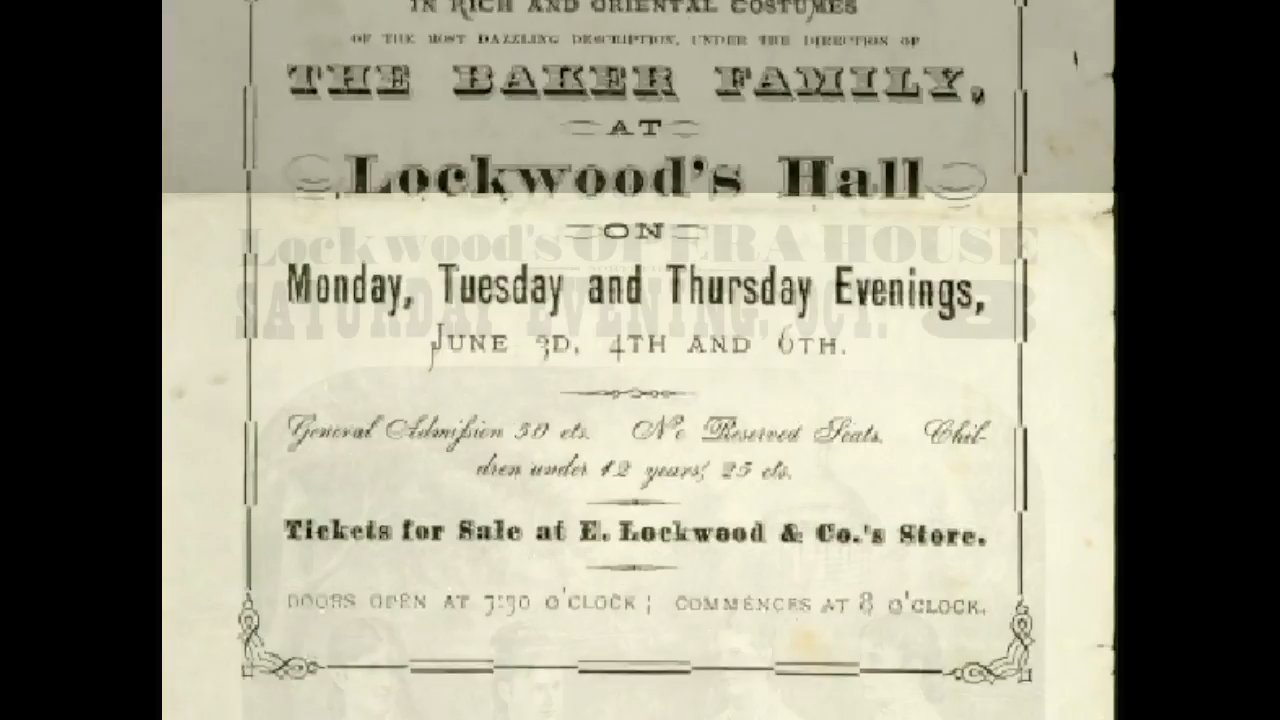 IN RICH AND ORIENTAL COSTUMES
OF THE MOST DAZZLING DESCRIPTION, UNDER THE DIRECTION OF
THE BAKER FAMILY,
AT
Lockwood's Hall
ON
Lockwood's OPERA HOUSE
Monday, Tuesday and Thursday Evenings,
SATURDAY EVENING, OCT. 8
JUNE 3D, 4TH AND 6TH.
General Admission 30 cts. No Reserved Seats. Chil-
dren under 12 years, 25 cts.
Tickets for Sale at E. Lockwood & Co.'s Store.
DOORS OPEN AT 7:30 O'CLOCK; COMMENCES AT 8 O'CLOCK.